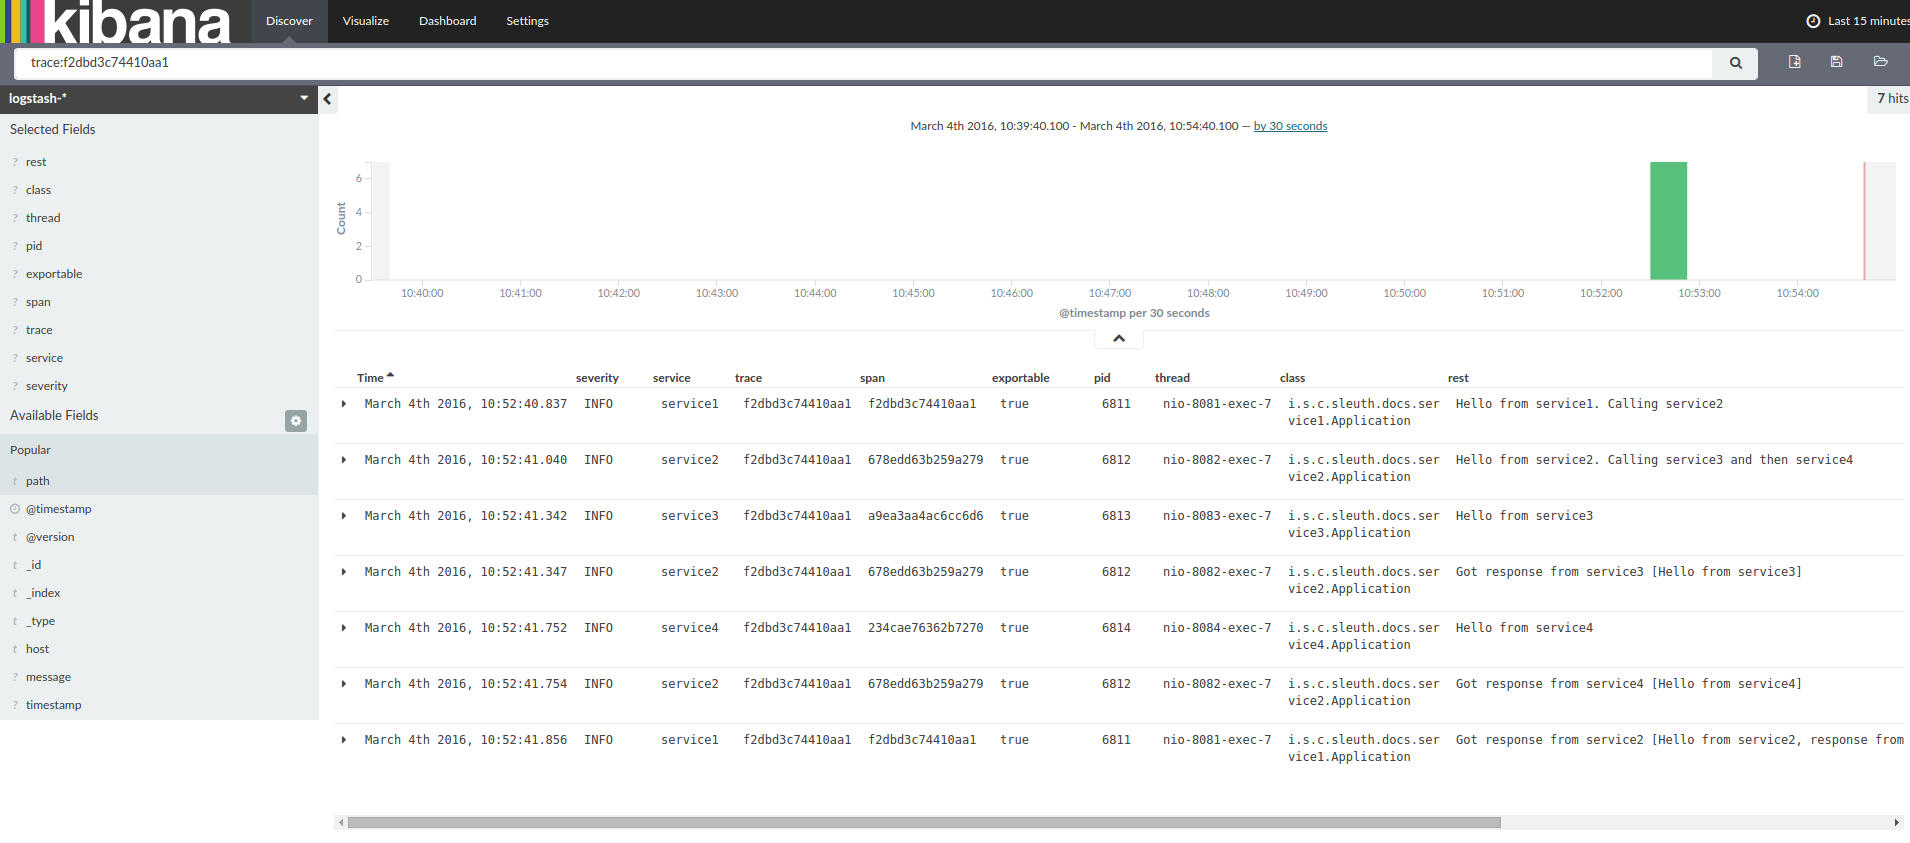 kibana Discover Visualize Dashboard Settings Last 15 minutes
trace:f2dbd3c74410aa1
logstash-*
7 hits
Selected Fields
? rest
? class
? thread
? pid
? exportable
? span
? trace
? service
? severity
Available Fields
Popular
t path
@timestamp
t @version
t _id
t _index
t _type
t host
? message
? timestamp
March 4th 2016, 10:39:40.100 - March 4th 2016, 10:54:40.100 — by 30 seconds
Count
6
4
2
0
10:40:00 10:41:00 10:42:00 10:43:00 10:44:00 10:45:00 10:46:00 10:47:00 10:48:00 10:49:00 10:50:00 10:51:00 10:52:00 10:53:00 10:54:00
@timestamp per 30 seconds
Time severity service trace span exportable pid thread class rest
March 4th 2016, 10:52:40.837 INFO service1 f2dbd3c74410aa1 f2dbd3c74410aa1 true 6811 nio-8081-exec-7 i.s.c.sleuth.docs.ser Hello from service1. Calling service2
vice1.Application
March 4th 2016, 10:52:41.040 INFO service2 f2dbd3c74410aa1 678edd63b259a279 true 6812 nio-8082-exec-7 i.s.c.sleuth.docs.ser Hello from service2. Calling service3 and then service4
vice2.Application
March 4th 2016, 10:52:41.342 INFO service3 f2dbd3c74410aa1 a9ea3aa4ac6cc6d6 true 6813 nio-8083-exec-7 i.s.c.sleuth.docs.ser Hello from service3
vice3.Application
March 4th 2016, 10:52:41.347 INFO service2 f2dbd3c74410aa1 678edd63b259a279 true 6812 nio-8082-exec-7 i.s.c.sleuth.docs.ser Got response from service3 [Hello from service3]
vice2.Application
March 4th 2016, 10:52:41.752 INFO service4 f2dbd3c74410aa1 234cae76362b7270 true 6814 nio-8084-exec-7 i.s.c.sleuth.docs.ser Hello from service4
vice4.Application
March 4th 2016, 10:52:41.754 INFO service2 f2dbd3c74410aa1 678edd63b259a279 true 6812 nio-8082-exec-7 i.s.c.sleuth.docs.ser Got response from service4 [Hello from service4]
vice2.Application
March 4th 2016, 10:52:41.856 INFO service1 f2dbd3c74410aa1 f2dbd3c74410aa1 true 6811 nio-8081-exec-7 i.s.c.sleuth.docs.ser Got response from service2 [Hello from service2, response from
vice1.Application